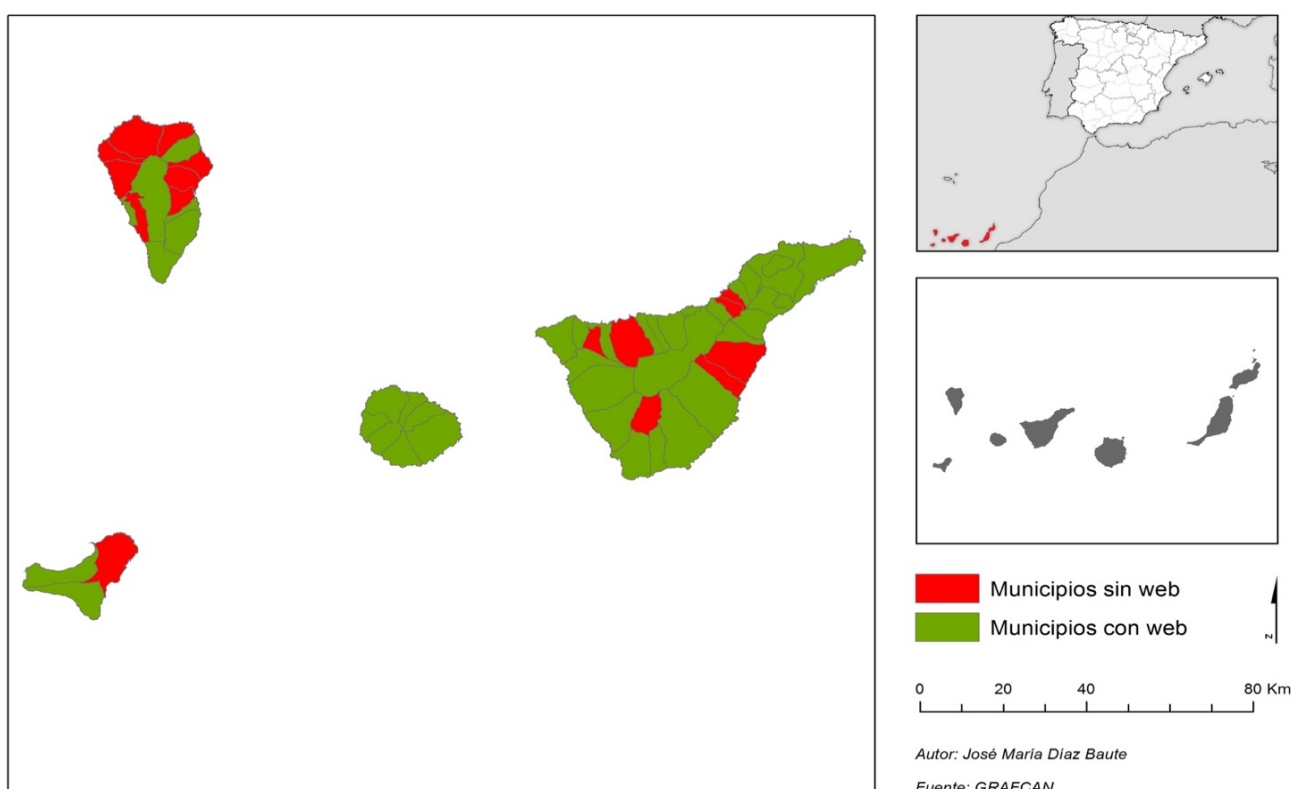 Municipios sin web
Municipios con web
z
0 20 40 80 Km
Autor: José María Díaz Baute
Fuente: GRAFCAN